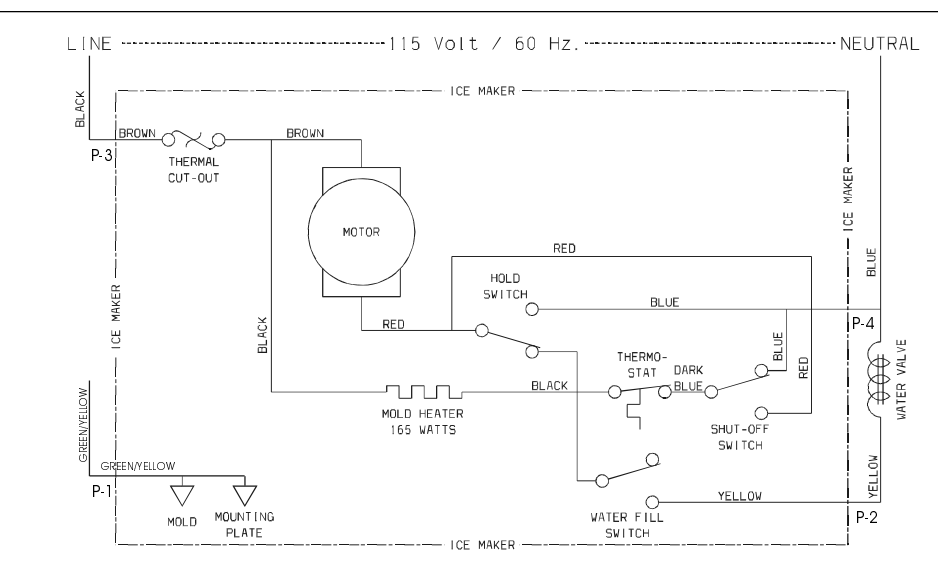 LINE 115 Volt / 60 Hz. NEUTRAL
ICE MAKER
BLACK
BROWN
BROWN
P-3
THERMAL
CUT-OUT
ICE MAKER
MOTOR
RED
BLUE
HOLD
SWITCH
BLUE
ICE MAKER
BLACK
RED
P-4
BLUE
RED
THERMO-
STAT
DARK
BLUE
WATER VALVE
BLACK
MOLD HEATER
165 WATTS
SHUT-OFF
SWITCH
GREEN/YELLOW
GREEN/YELLOW
P-1
YELLOW
YELLOW
MOLD
MOUNTING
PLATE
WATER FILL
SWITCH
P-2
ICE MAKER